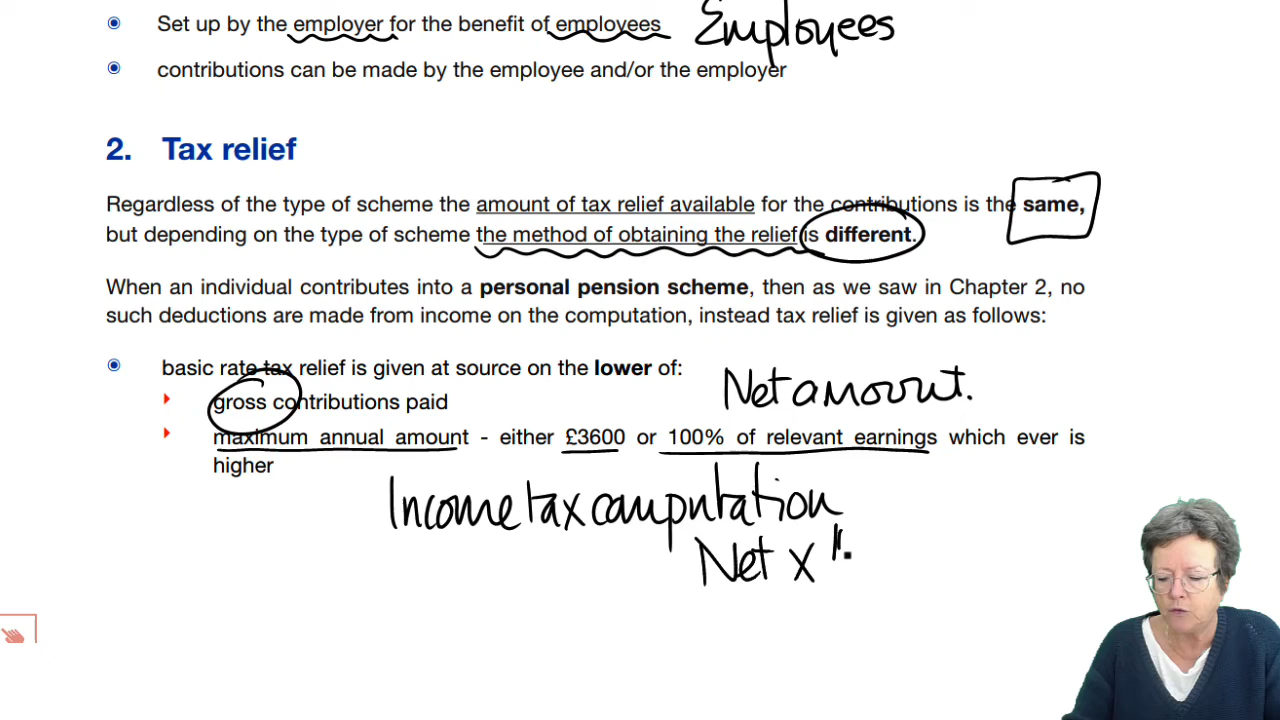 Set up by the employer for the benefit of employees Employees
contributions can be made by the employee and/or the employer
2. Tax relief
Regardless of the type of scheme the amount of tax relief available for the contributions is the same,
but depending on the type of scheme the method of obtaining the relief is different.
When an individual contributes into a personal pension scheme, then as we saw in Chapter 2, no
such deductions are made from income on the computation, instead tax relief is given as follows:
basic rate tax relief is given at source on the lower of:
Net amount.
gross contributions paid
maximum annual amount - either £3600 or 100% of relevant earnings which ever is
higher
Income tax computation
Net x